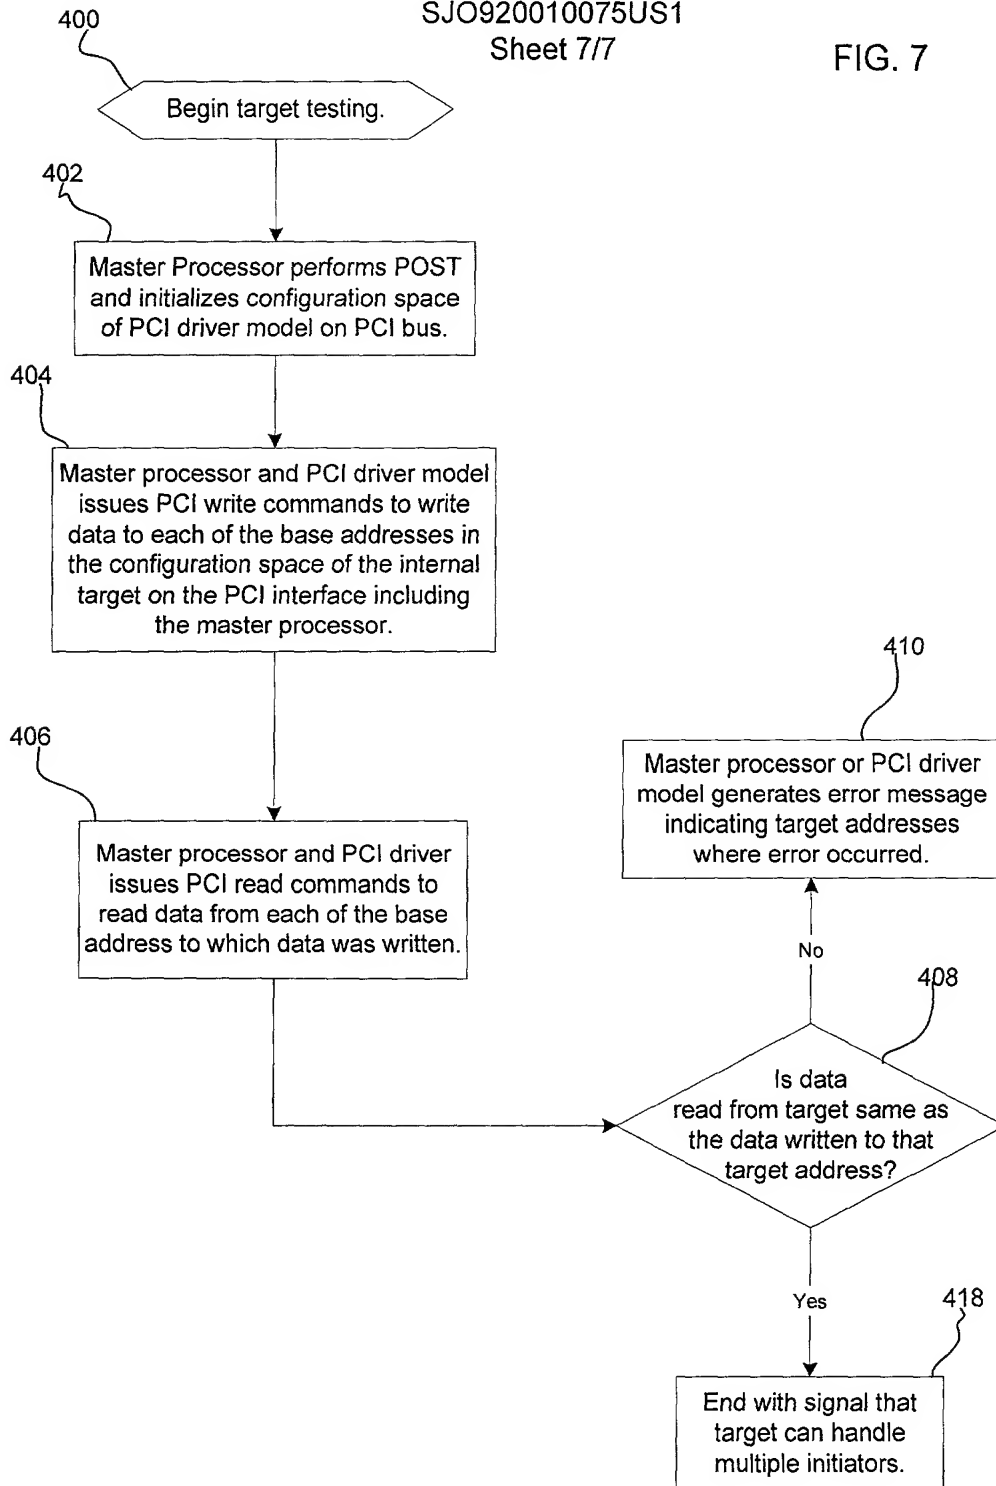 SJO920010075US1
Sheet 7/7
FIG. 7
400
Begin target testing.
402
Master Processor performs POST
and initializes configuration space
of PCI driver model on PCI bus.
404
Master processor and PCI driver model
issues PCI write commands to write
data to each of the base addresses in
the configuration space of the internal
target on the PCI interface including
the master processor.
406
Master processor and PCI driver
issues PCI read commands to
read data from each of the base
address to which data was written.
410
Master processor or PCI driver
model generates error message
indicating target addresses
where error occurred.
No
408
Is data
read from target same as
the data written to that
target address?
Yes
418
End with signal that
target can handle
multiple initiators.